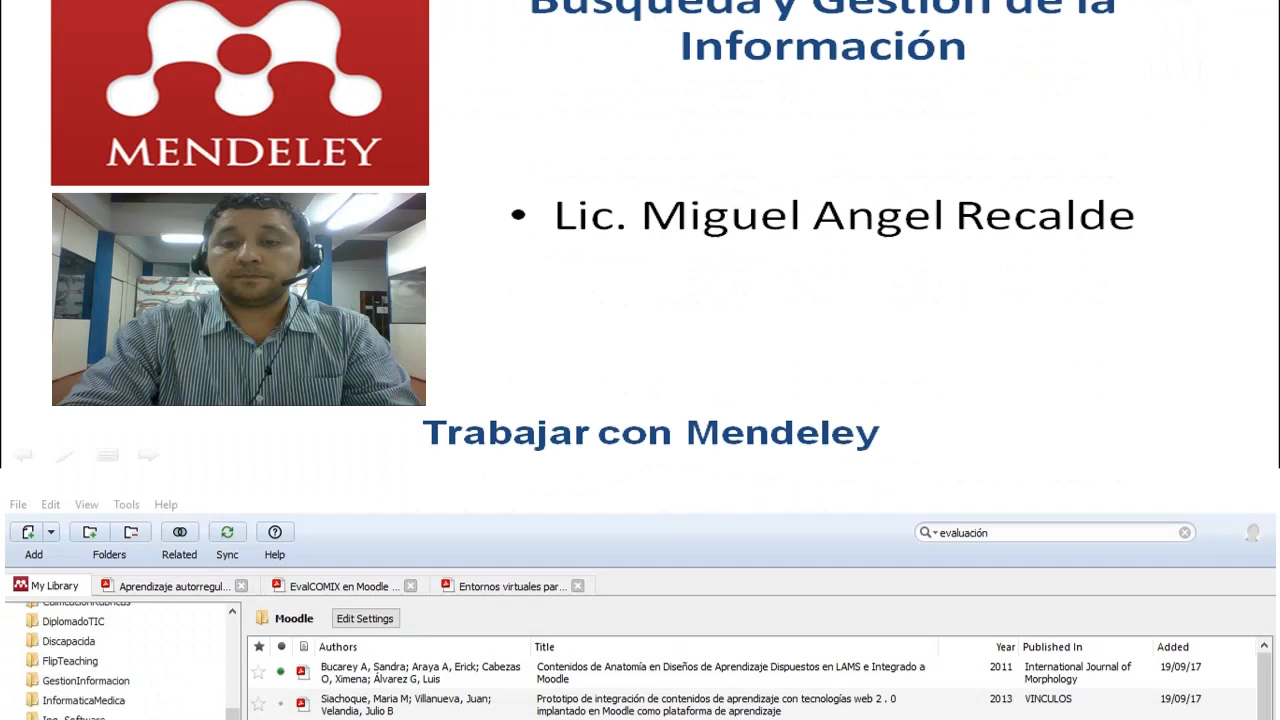 Búsqueda y Gestión de la
Información
MENDELEY
• Lic. Miguel Angel Recalde
Trabajar con Mendeley
File Edit View Tools Help
evaluación
Add Folders Related Sync Help
My Library Aprendizaje autorregul... EvalCOMIX en Moodle ... Entornos virtuales par...
CalificacionRubricas
DiplomadoTIC
Discapacida
FlipTeaching
GestionInformacion
InformaticaMedica
Ing_Software
Moodle Edit Settings
Authors Title Year Published In Added
Bucarey A, Sandra; Araya A, Erick; Cabezas
O, Ximena; Álvarez G, Luis
Contenidos de Anatomía en Diseños de Aprendizaje Dispuestos en LAMS e Integrado a
Moodle
2011
International Journal of
Morphology
19/09/17
Siachoque, Maria M; Villanueva, Juan;
Velandia, Julio B
Prototipo de integración de contenidos de aprendizaje con tecnologías web 2 . 0
implantado en Moodle como plataforma de aprendizaje
2013
VINCULOS
19/09/17